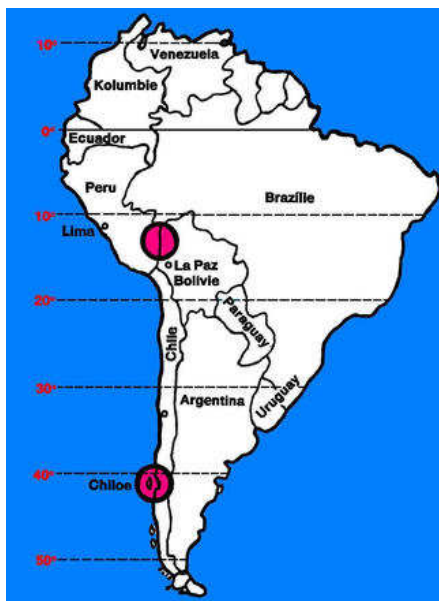 10°
Venezuela
Kolumbie
0°
Ecuador
Peru
Brazílie
10°
Lima
La Paz
Bolivie
20°
Paraguay
Chile
30°
Argentina
Uruguay
40°
Chiloe
50°